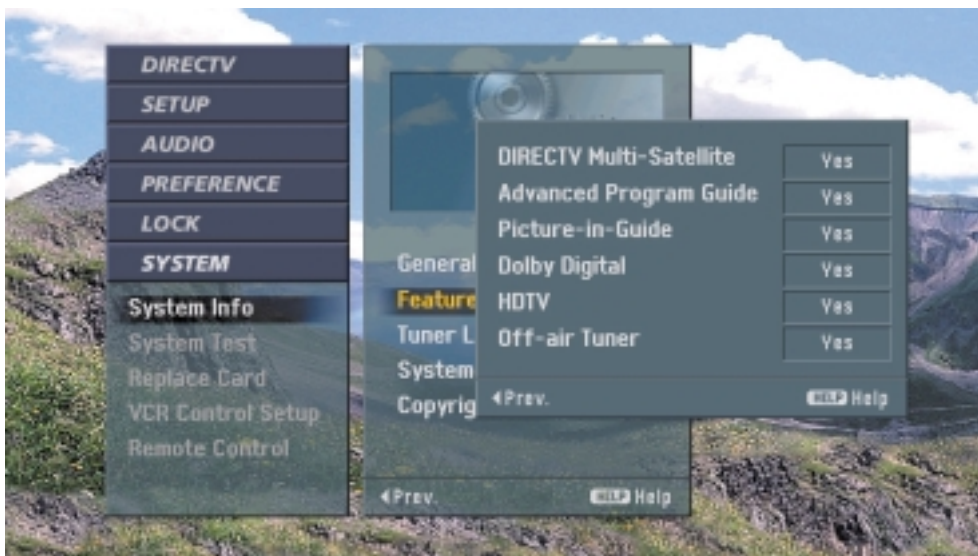 DIRECTV
SETUP
AUDIO
PREFERENCE
LOCK
SYSTEM
System Info
System Test
Replace Card
VCR Control Setup
Remote Control
General
Feature
Tuner L
System
Copyrig
◀Prev. HELP Help
DIRECTV Multi-Satellite Yes
Advanced Program Guide Yes
Picture-in-Guide Yes
Dolby Digital Yes
HDTV Yes
Off-air Tuner Yes
◀Prev. HELP Help